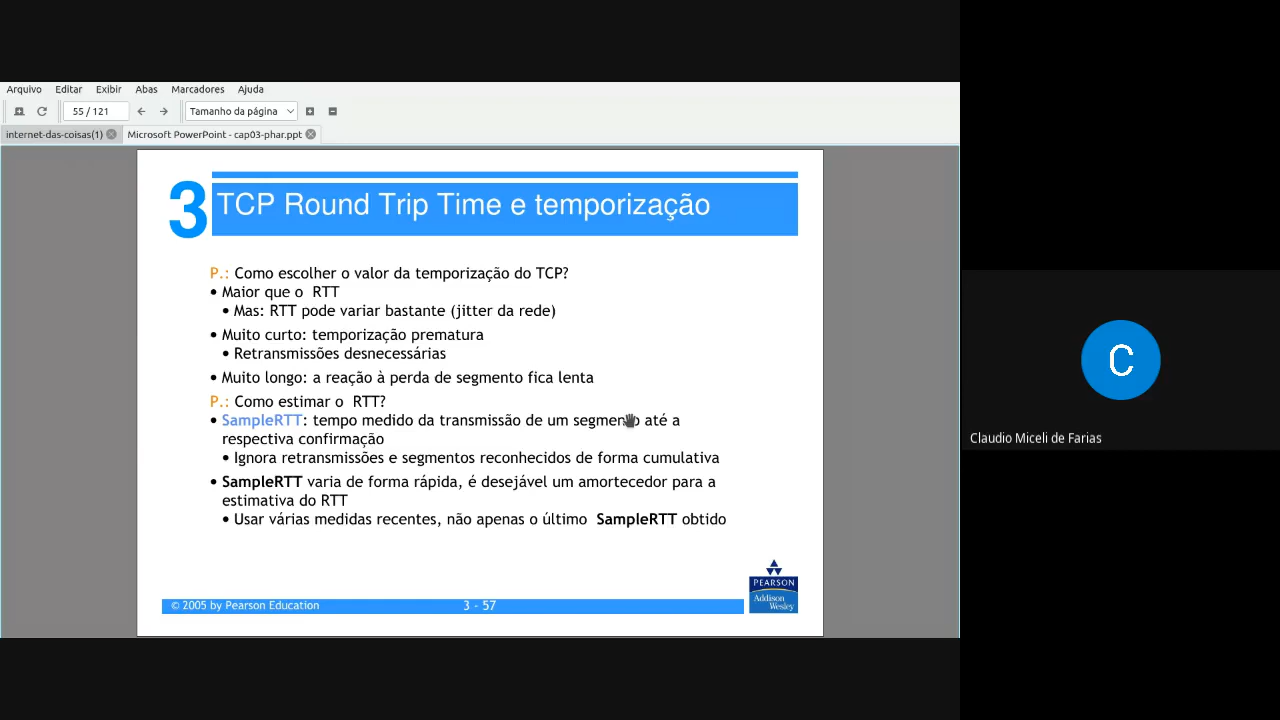 Arquivo Editar Exibir Abas Marcadores Ajuda
55 / 121 Tamanho da página
internet-das-coisas(1) Microsoft PowerPoint - cap03-phar.ppt
3 TCP Round Trip Time e temporização
P.: Como escolher o valor da temporização do TCP?
• Maior que o RTT
• Mas: RTT pode variar bastante (jitter da rede)
• Muito curto: temporização prematura
• Retransmissões desnecessárias
• Muito longo: a reação à perda de segmento fica lenta
P.: Como estimar o RTT?
• SampleRTT: tempo medido da transmissão de um segmento até a
respectiva confirmação
• Ignora retransmissões e segmentos reconhecidos de forma cumulativa
• SampleRTT varia de forma rápida, é desejável um amortecedor para a
estimativa do RTT
• Usar várias medidas recentes, não apenas o último SampleRTT obtido
© 2005 by Pearson Education 3 - 57
PEARSON
Addison
Wesley
C
Claudio Miceli de Farias